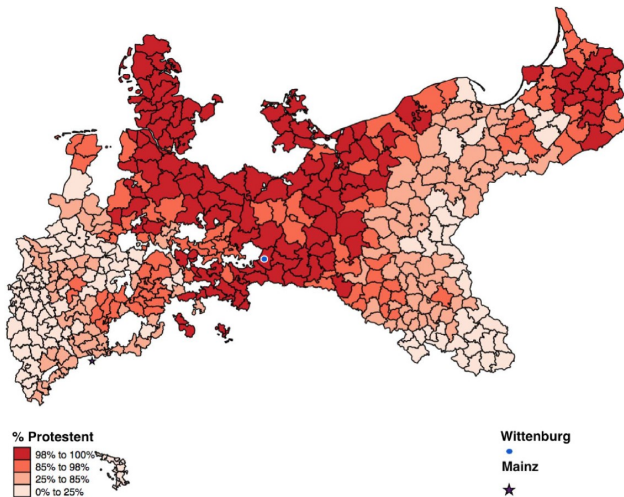 % Protestent
98% to 100%
85% to 98%
25% to 85%
0% to 25%
Wittenburg
Mainz